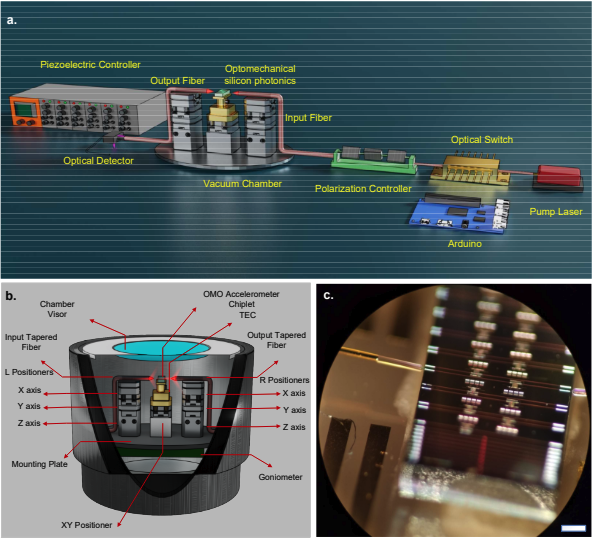 a.
Piezoelectric Controller
Output Fiber
Optomechanical
silicon photonics
Input Fiber
Optical Detector
Vacuum Chamber
Optical Switch
Polarization Controller
Pump Laser
Arduino
b.
Chamber
Visor
OMO Accelerometer
Chiplet
TEC
Input Tapered
Fiber
Output Tapered
Fiber
L Positioners
R Positioners
X axis
X axis
Y axis
Y axis
Z axis
Z axis
Mounting Plate
Goniometer
XY Positioner
c.